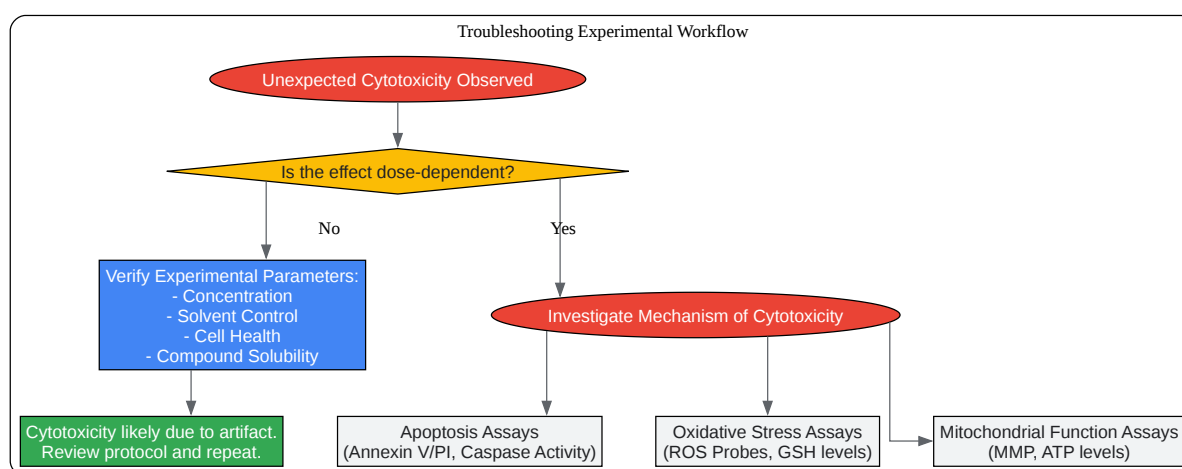 Troubleshooting Experimental Workflow
Unexpected Cytotoxicity Observed
Is the effect dose-dependent?
No
Yes
Verify Experimental Parameters:
- Concentration
- Solvent Control
- Cell Health
- Compound Solubility
Investigate Mechanism of Cytotoxicity
Cytotoxicity likely due to artifact.
Review protocol and repeat.
Apoptosis Assays
(Annexin V/PI, Caspase Activity)
Oxidative Stress Assays
(ROS Probes, GSH levels)
Mitochondrial Function Assays
(MMP, ATP levels)